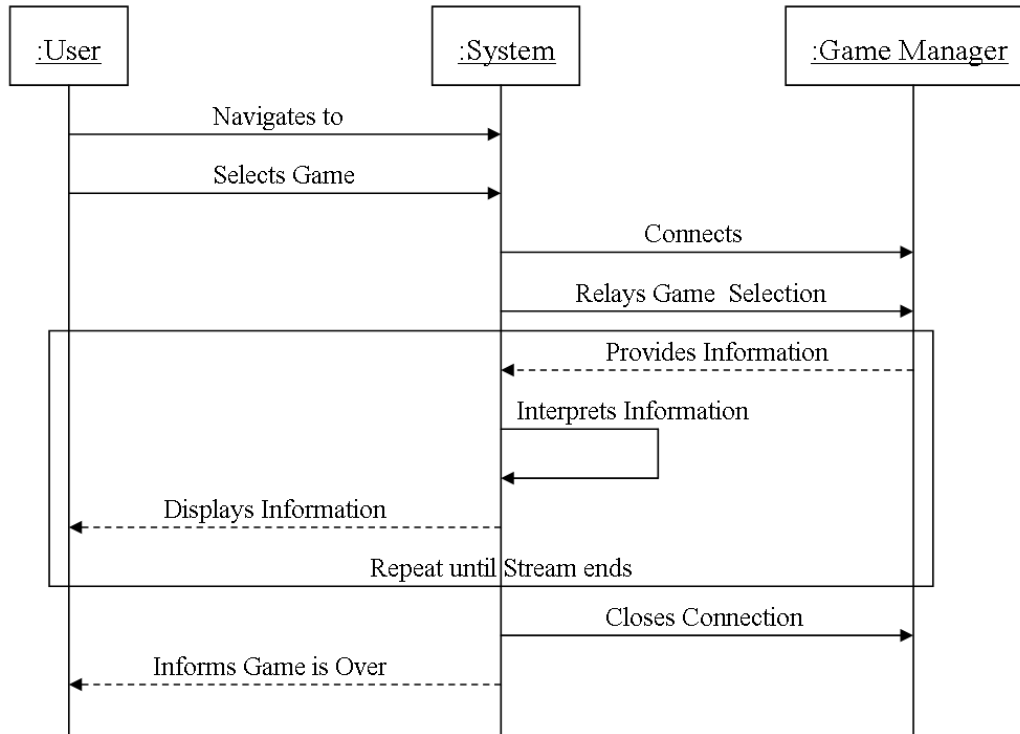 :User
:System
:Game Manager
Navigates to
Selects Game
Connects
Relays Game Selection
Provides Information
Interprets Information
Displays Information
Repeat until Stream ends
Closes Connection
Informs Game is Over